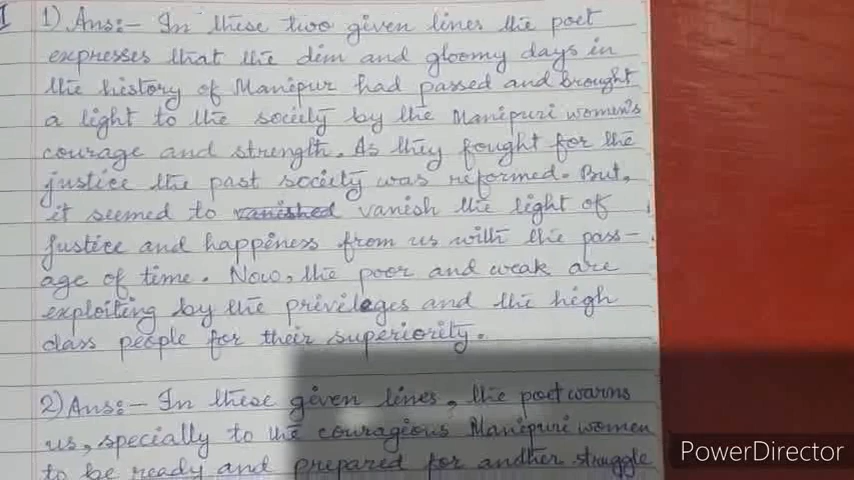 I 1) Ans:- In these two given lines the poet
expresses that the dim and gloomy days in
the history of Manipur had passed and brought
a light to the society by the Manipuri women's
courage and strength. As they fought for the
justice the past society was reformed. But,
it seemed to vanished vanish the light of
justice and happiness from us with the pass-
age of time. Now, the poor and weak are
exploiting by the privileges and the high
class people for their superiority.
2) Ans:- In these given lines, the poet warns
us, specially to the courageous Manipuri women
to be ready and prepared for another struggle
PowerDirector